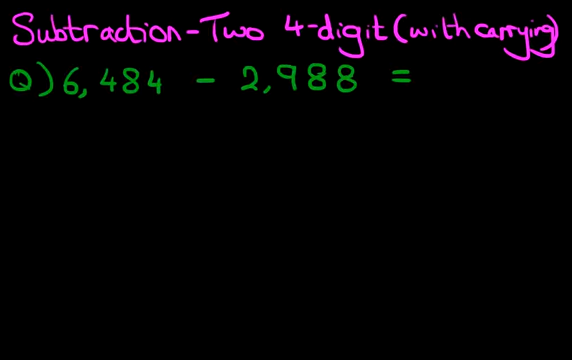 Subtraction-Two 4-digit (with carrying)
Q) 6,484 - 2,988 =